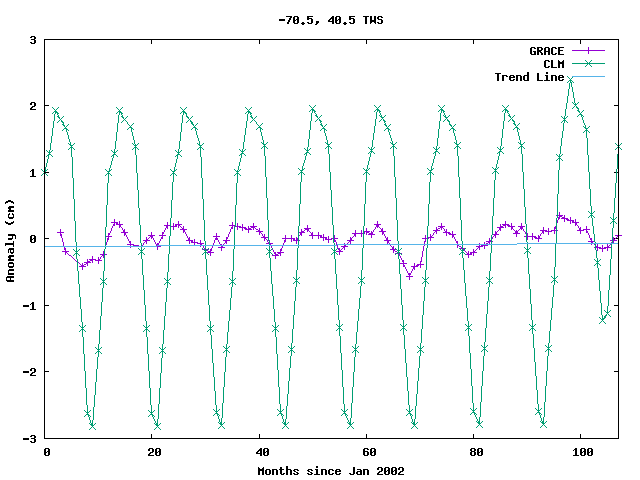 -70.5, 40.5 TWS
GRACE
CLM
Trend Line
3
2
1
0
-1
-2
-3
Anomaly (cm)
0 20 40 60 80 100
Months since Jan 2002